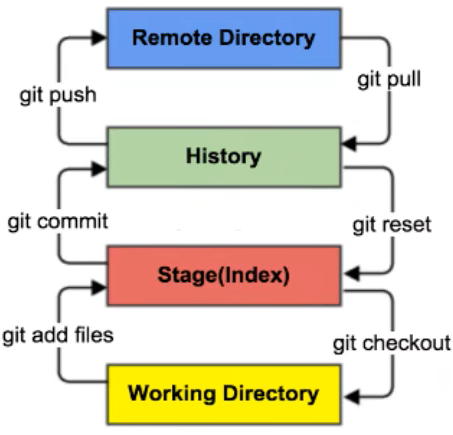 Remote Directory
git push
git pull
History
git commit
git reset
Stage(Index)
git add files
git checkout
Working Directory